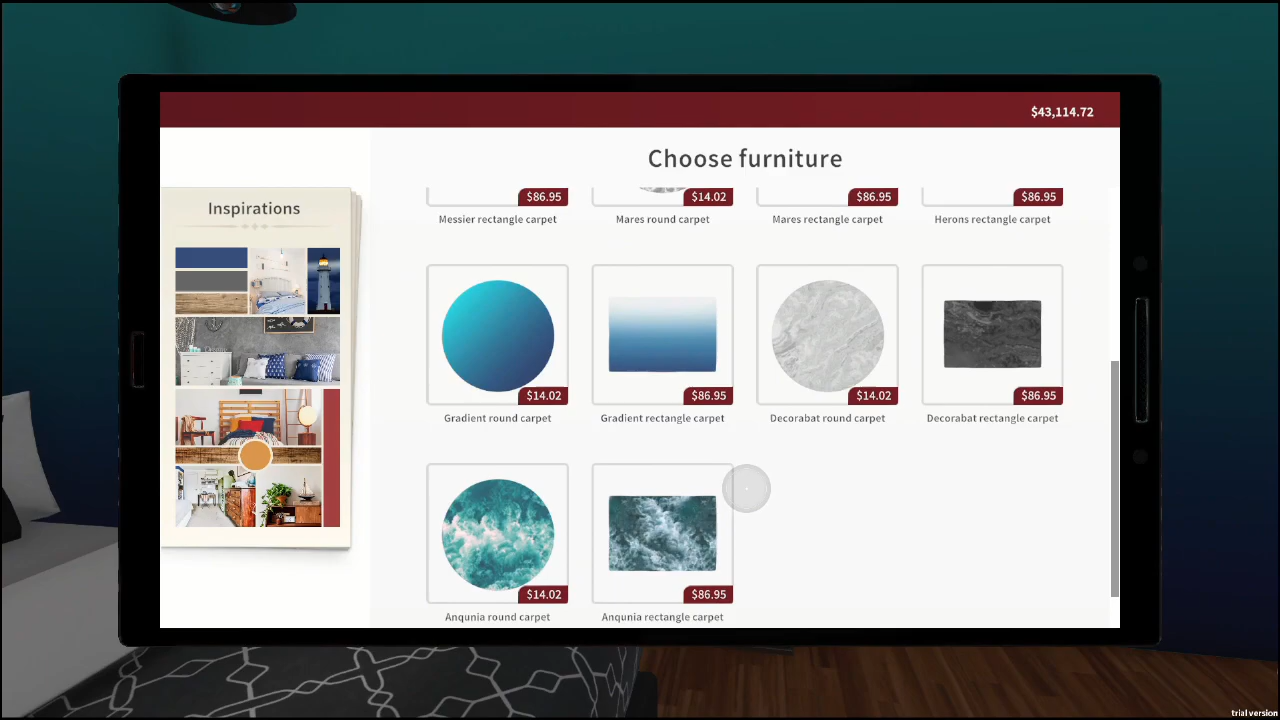 $43,114.72
Choose furniture
Inspirations
$86.95
$14.02
$86.95
$86.95
Messier rectangle carpet
Mares round carpet
Mares rectangle carpet
Herons rectangle carpet
$14.02
$86.95
$14.02
$86.95
Gradient round carpet
Gradient rectangle carpet
Decorabat round carpet
Decorabat rectangle carpet
$14.02
$86.95
Anqunia round carpet
Anqunia rectangle carpet
trial version